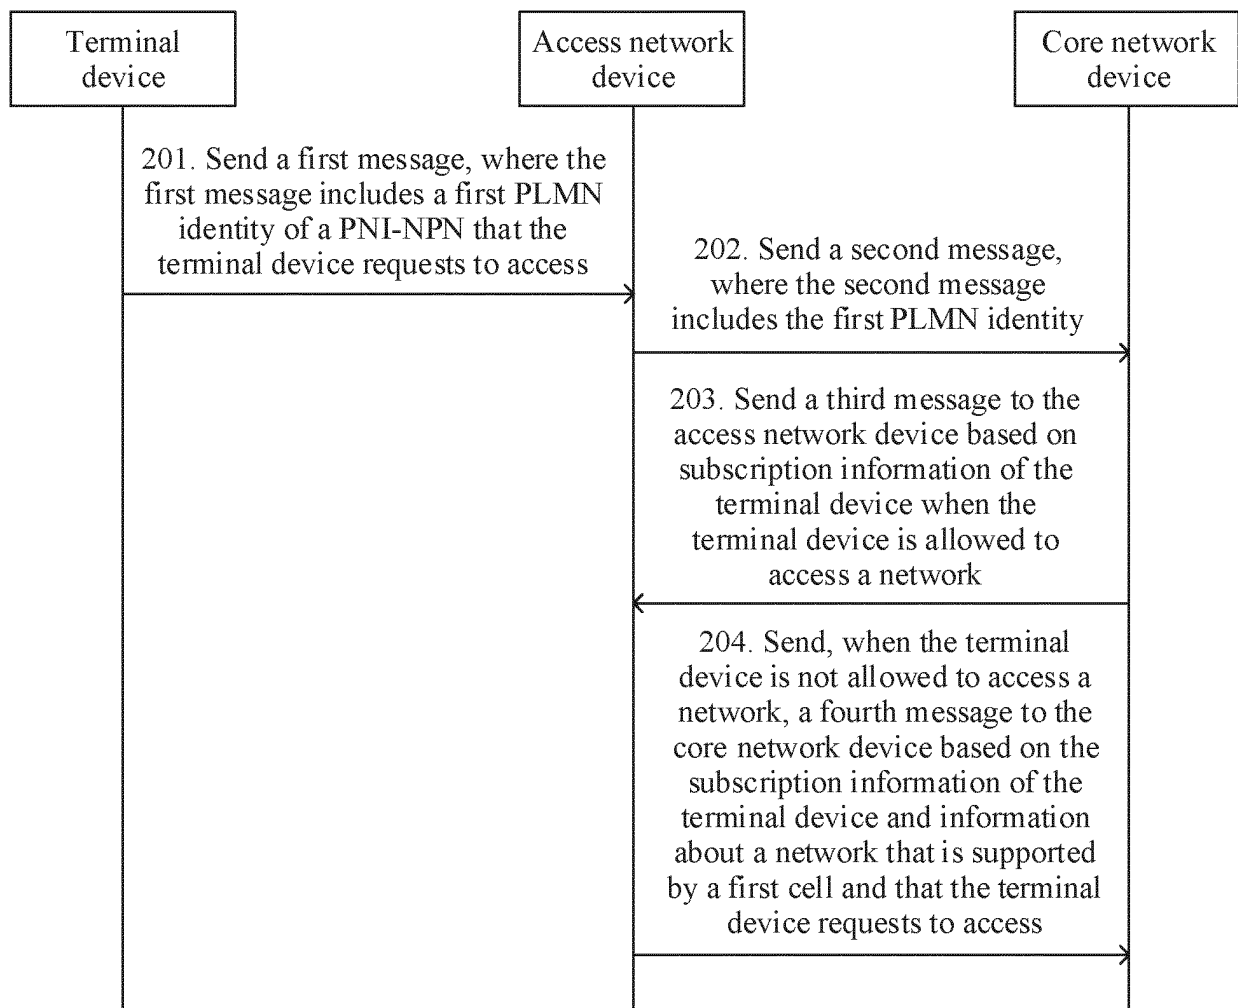 Terminal
device
Access network
device
Core network
device
201. Send a first message, where the
first message includes a first PLMN
identity of a PNI-NPN that the
terminal device requests to access
202. Send a second message,
where the second message
includes the first PLMN identity
203. Send a third message to the
access network device based on
subscription information of the
terminal device when the
terminal device is allowed to
access a network
204. Send, when the terminal
device is not allowed to access a
network, a fourth message to the
core network device based on the
subscription information of the
terminal device and information
about a network that is supported
by a first cell and that the terminal
device requests to access